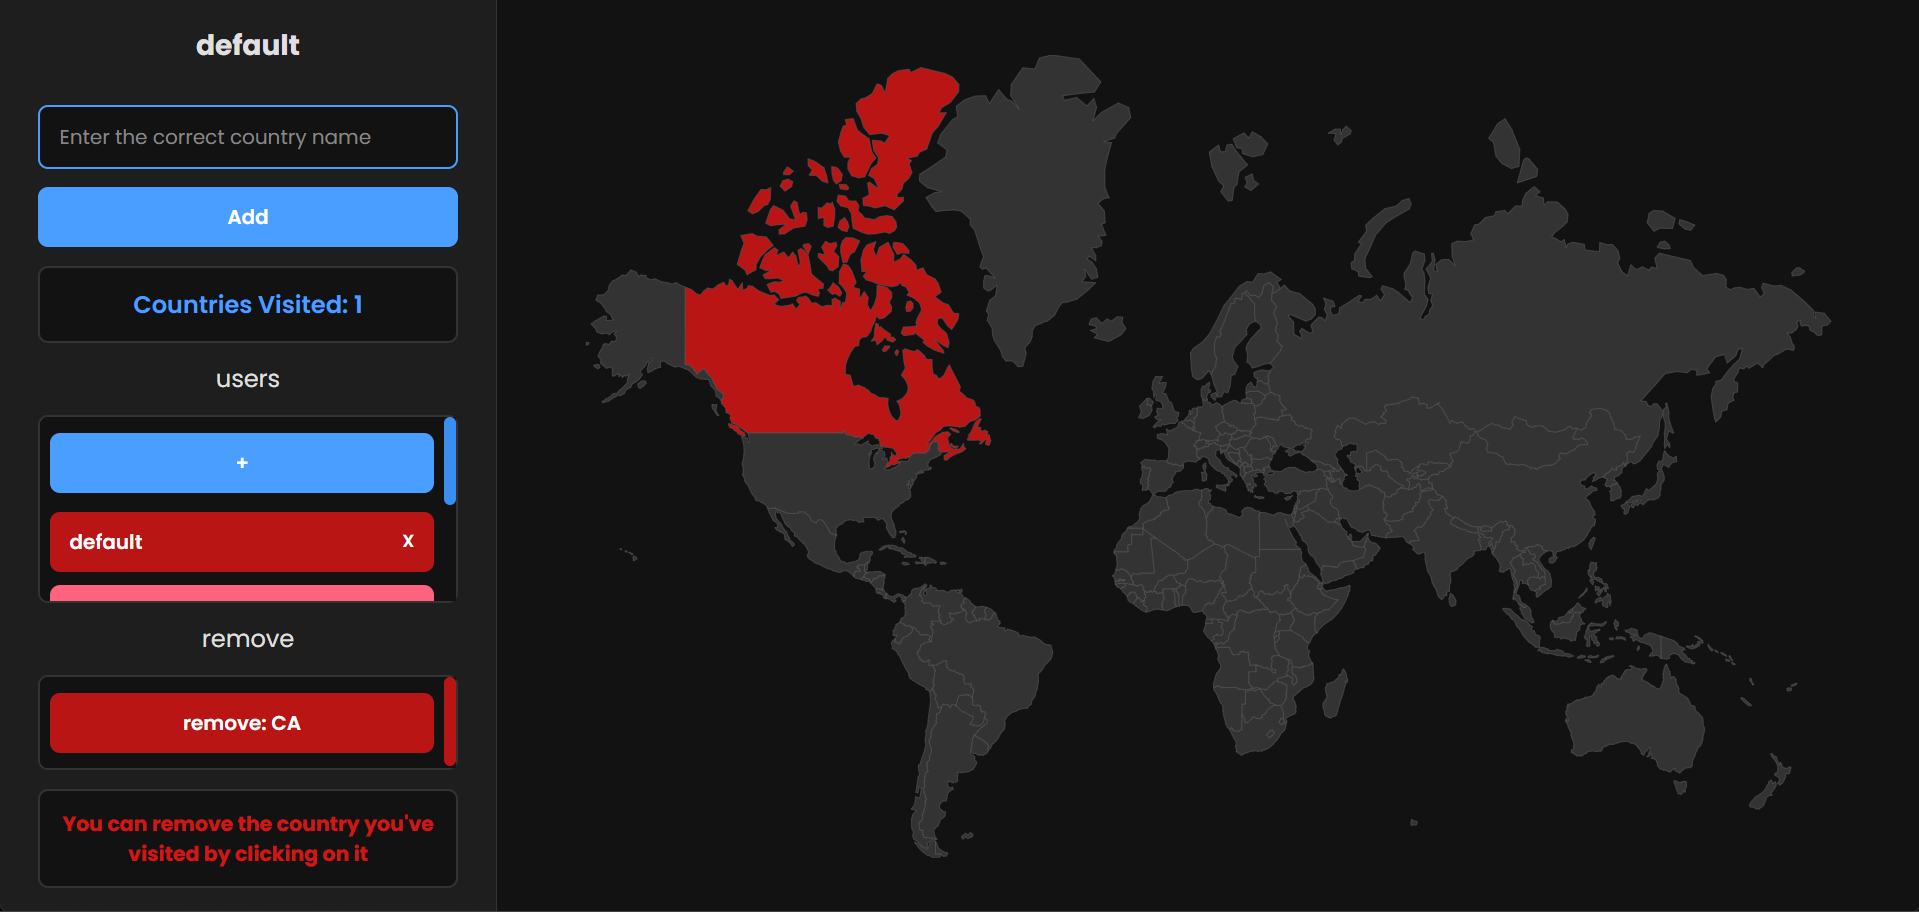 default
Enter the correct country name
Add
Countries Visited: 1
users
+
default X
remove
remove: CA
You can remove the country you've
visited by clicking on it